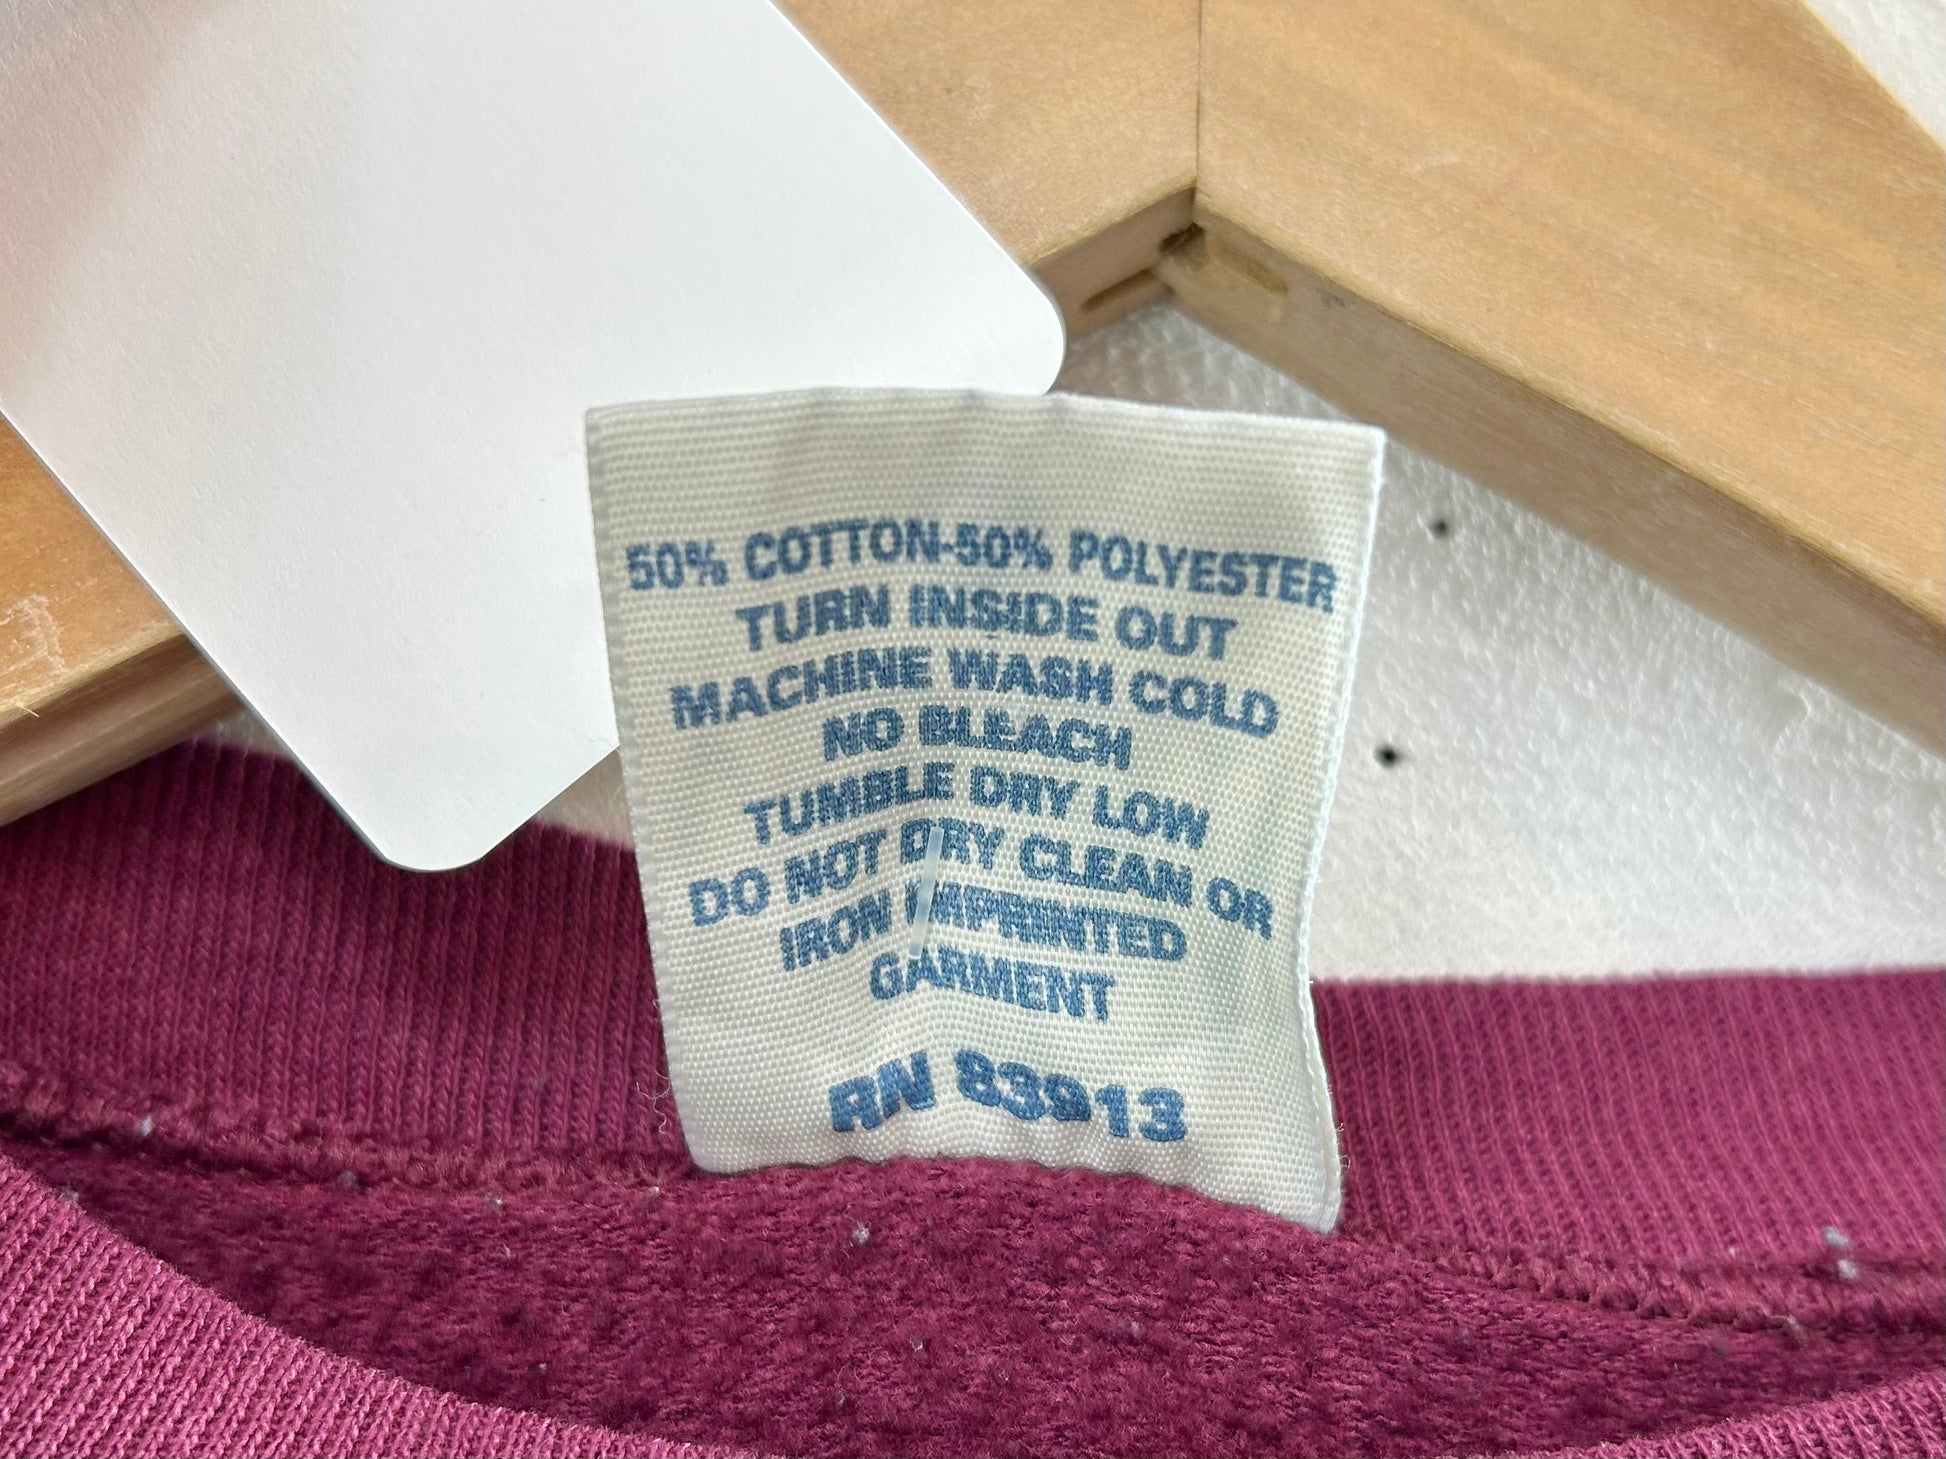 50% COTTON-50% POLYESTER
TURN INSIDE OUT
MACHINE WASH COLD
NO BLEACH
TUMBLE DRY LOW
DO NOT DRY CLEAN OR
IRON IMPRINTED
GARMENT
RN 83913